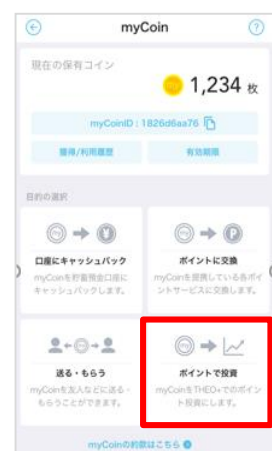 myCoin
?
現在の保有コイン
my 1,234 枚
myCoinID : 1826d6aa76
獲得/利用履歴 有効期限
目的の選択
口座にキャッシュバック
myCoinを貯蓄預金口座に
キャッシュバックします。
ポイントに交換
myCoinを提携している各ポイ
ントサービスに交換します。
送る・もらう
myCoinを友人などに送る・
もらうことができます。
ポイントで投資
myCoinをTHEO+でのポイン
ト投資にします。
myCoinの約款はこちら